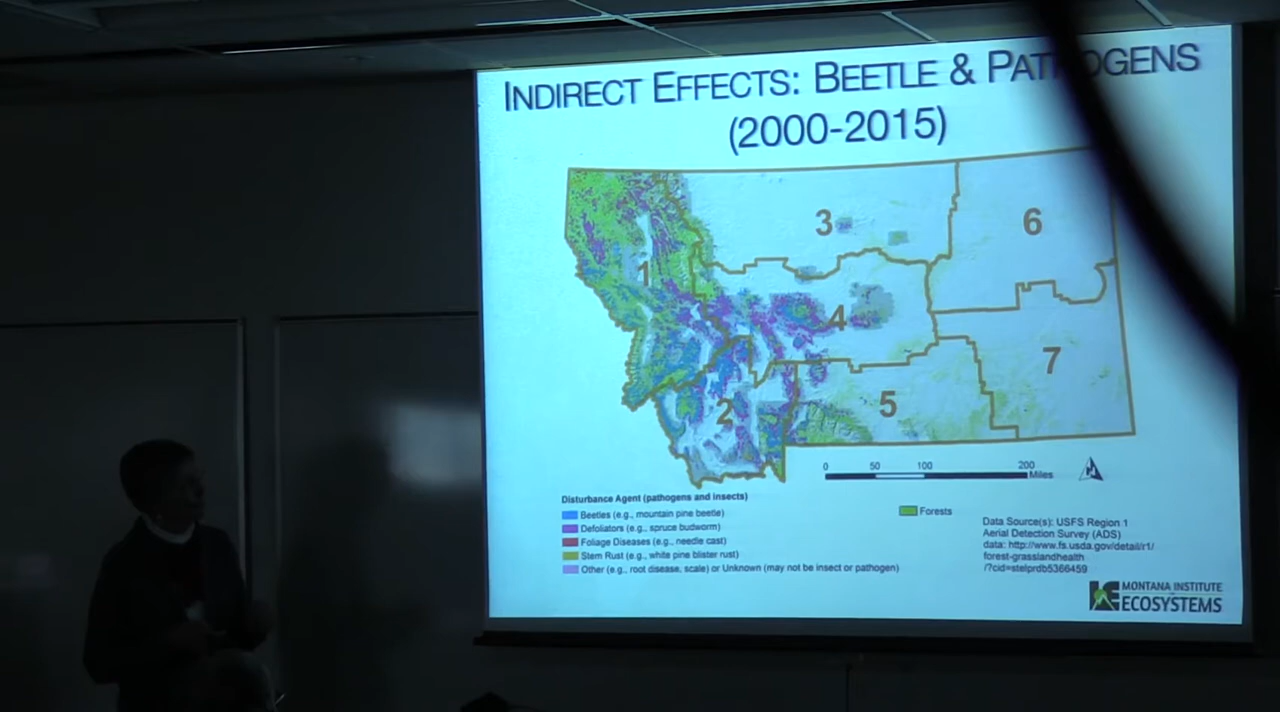 INDIRECT EFFECTS: BEETLE & PATHOGENS
(2000-2015)
3
6
1
4
7
2
5
0 50 100 200
Miles
Disturbance Agent (pathogens and insects)
Beetles (e.g., mountain pine beetle)
Defoliators (e.g., spruce budworm)
Foliage Diseases (e.g., needle cast)
Stem Rust (e.g., white pine blister rust)
Other (e.g., root disease, scale) or Unknown (may not be insect or pathogen)
Forests
Data Source(s): USFS Region 1
Aerial Detection Survey (ADS)
data: http://www.fs.usda.gov/detail/r1/
forest-grasslandhealth
/?cid=stelprdb5366459
MONTANA INSTITUTE
ECOSYSTEMS